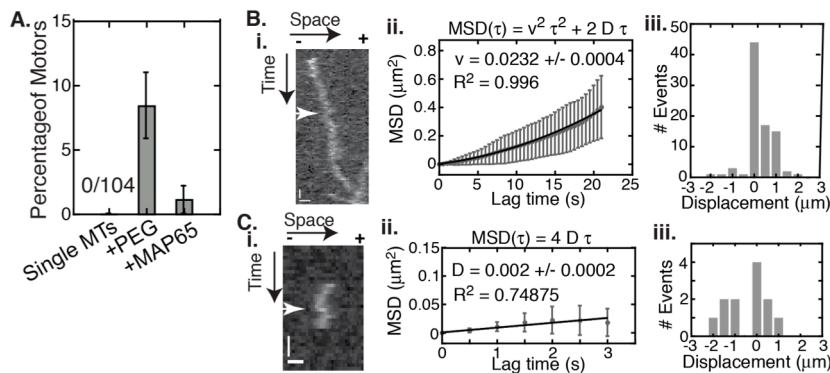 A.
Percentageof Motors
15
10
5
0
0/104
Single MTs
+PEG
+MAP65
B.
i.
Space
- +
Time
ii.
MSD(τ) = v² τ² + 2 D τ
v = 0.0232 +/- 0.0004
R² = 0.996
MSD (μm²)
0.8
0.6
0.4
0.2
0
0 5 10 15 20 25
Lag time (s)
iii.
# Events
50
40
30
20
10
0
-3 -2 -1 0 1 2 3
Displacement (μm)
C.
i.
Space
- +
Time
ii.
MSD(τ) = 4 D τ
D = 0.002 +/- 0.0002
R² = 0.74875
MSD (μm²)
0.15
0.1
0.05
0
0 1 2 3
Lag time (s)
iii.
# Events
6
4
2
0
-3 -2 -1 0 1 2 3
Displacement (μm)